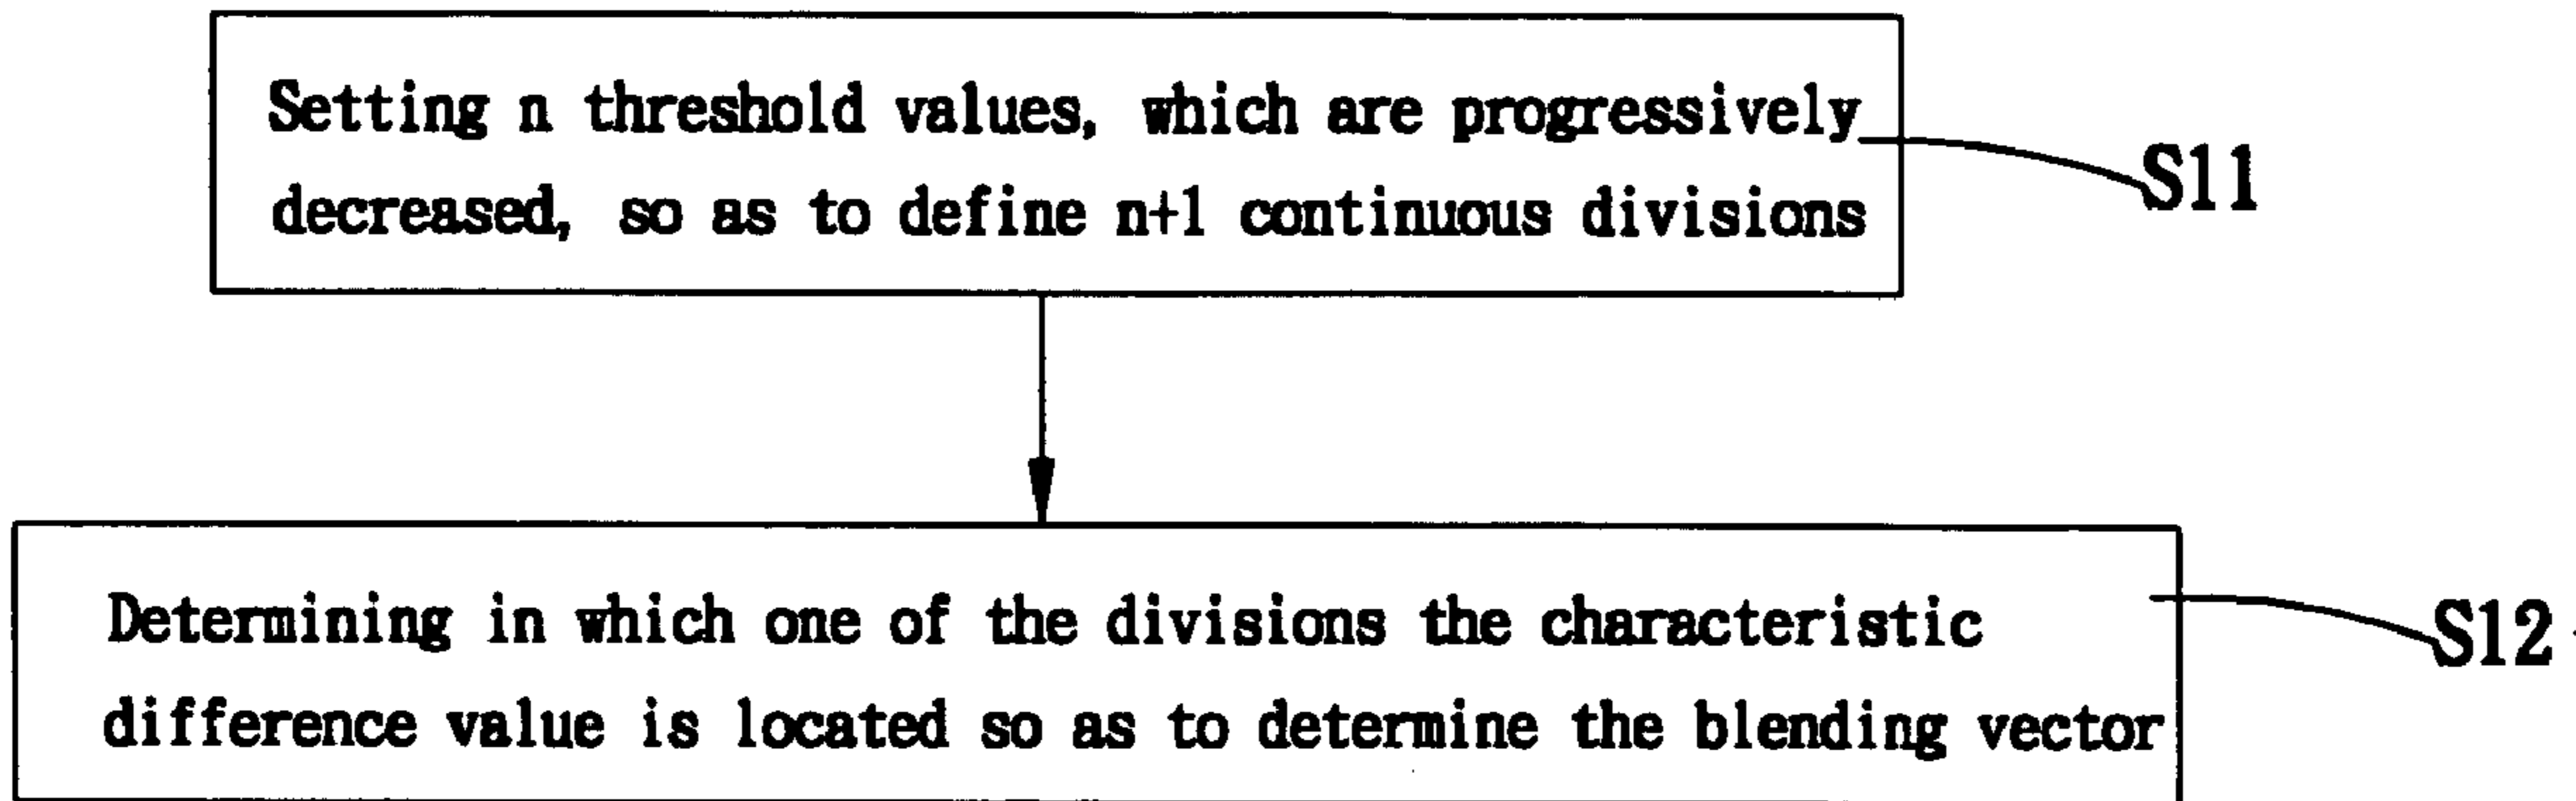 Setting n threshold values, which are progressively
decreased, so as to define n+1 continuous divisions
S11
Determining in which one of the divisions the characteristic
difference value is located so as to determine the blending vector
S12